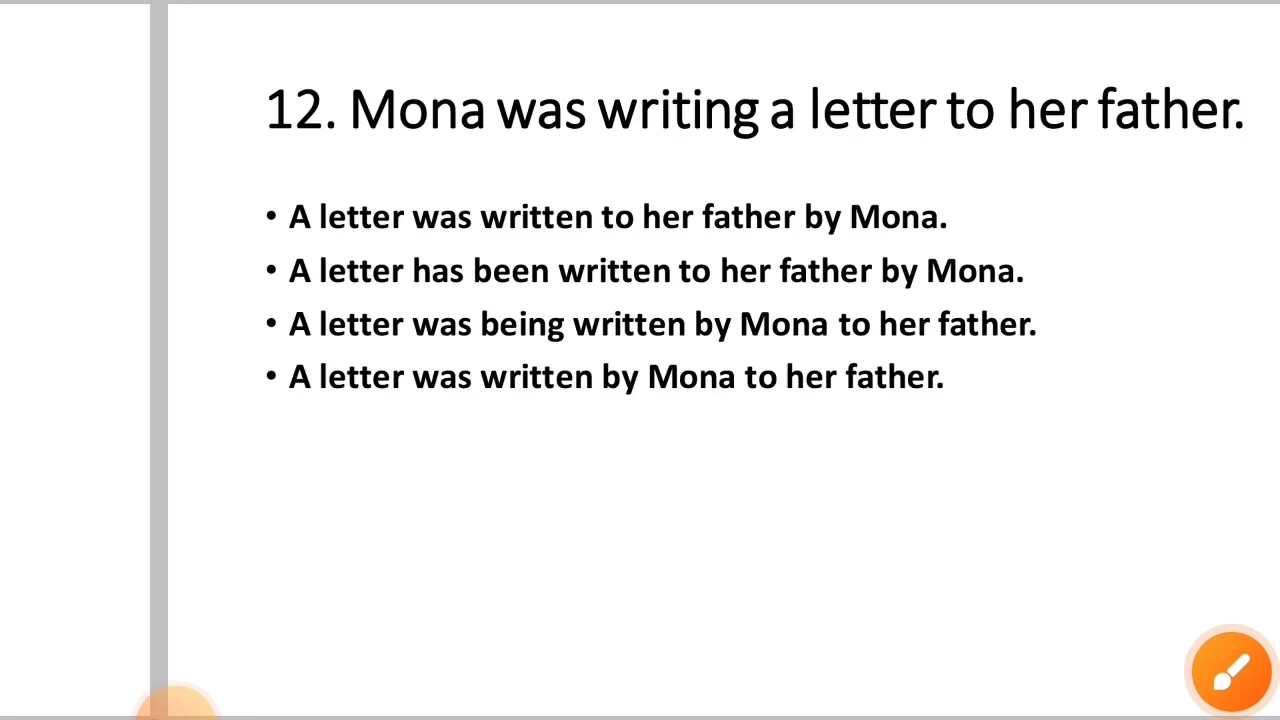 12. Mona was writing a letter to her father.
• A letter was written to her father by Mona.
• A letter has been written to her father by Mona.
• A letter was being written by Mona to her father.
• A letter was written by Mona to her father.